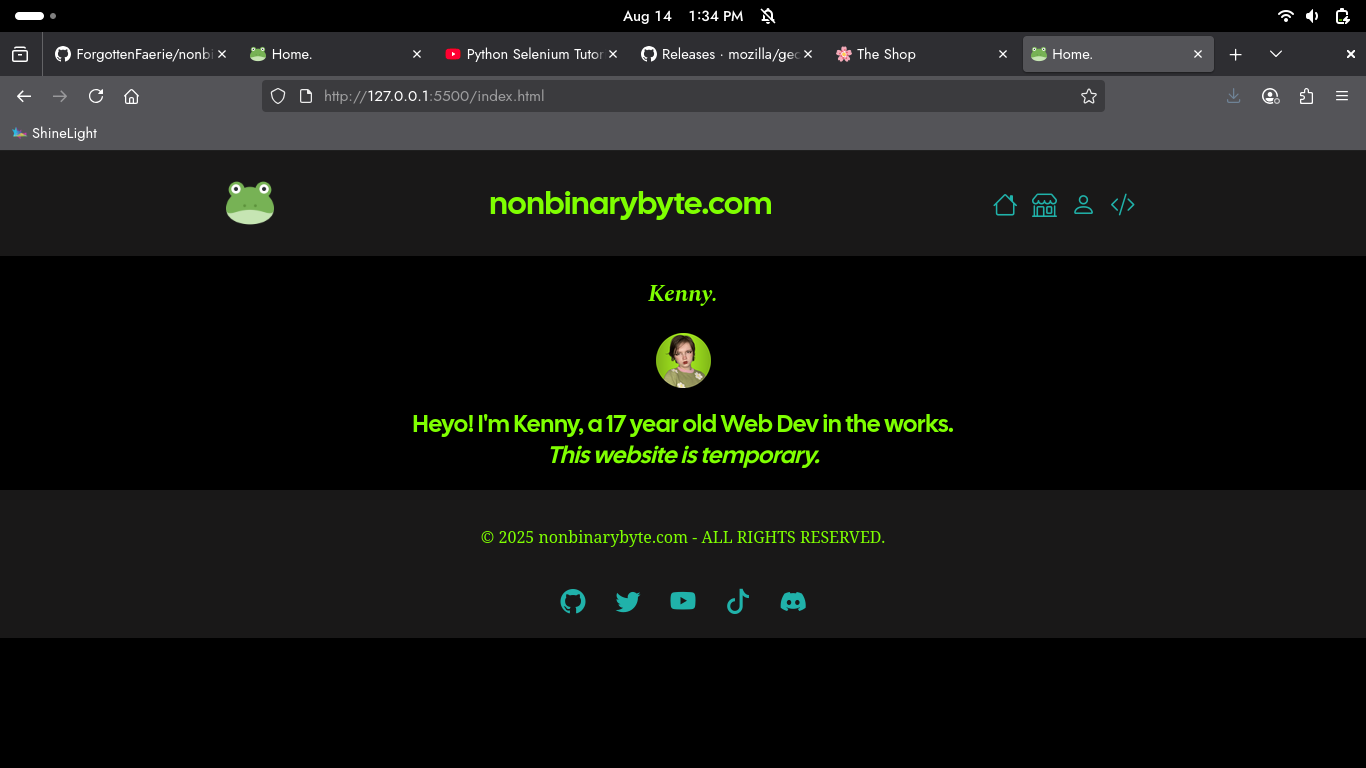 Aug 14 1:34 PM
ForgottenFaerie/nonbi
Home.
Python Selenium Tutor
Releases · mozilla/gec
The Shop
Home.
http://127.0.0.1:5500/index.html
ShineLight
nonbinarybyte.com
Kenny.
Heyo! I'm Kenny, a 17 year old Web Dev in the works.
This website is temporary.
© 2025 nonbinarybyte.com - ALL RIGHTS RESERVED.